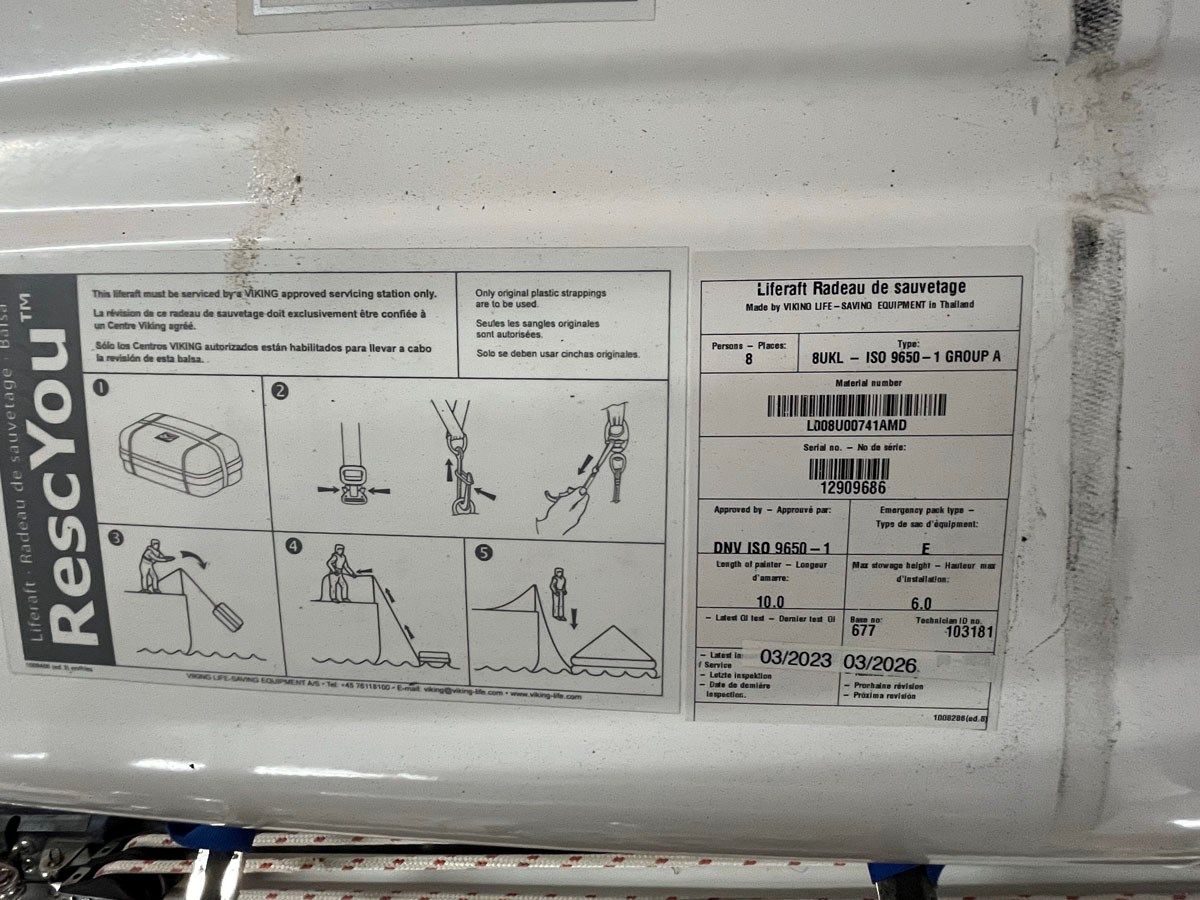 Liferaft · Radeau de sauvetage · Balsa
RescYou™
This liferaft must be serviced by a VIKING approved servicing station only.
La révision de ce radeau de sauvetage doit exclusivement être confiée à
un Centre Viking agréé.
Sólo los Centros VIKING autorizados están habilitados para llevar a cabo
la revisión de esta balsa.
Only original plastic strappings
are to be used.
Seules les sangles originales
sont autorisées.
Solo se deben usar cinchas originales.
1
2
3
4
5
VIKING LIFE-SAVING EQUIPMENT A/S · Tel: +45 76118100 · E-mail: viking@viking-life.com · www.viking-life.com
Liferaft Radeau de sauvetage
Made by VIKING LIFE-SAVING EQUIPMENT in Thailand
Persons - Places:
8
Type:
8UKL - ISO 9650-1 GROUP A
Material number
L008U00741AMD
Serial no. - No de série:
12909686
Approved by - Approuvé par:
DNV ISO 9650-1
Emergency pack type -
Type de sac d'équipment:
E
Length of painter - Longeur
d'amarre:
10.0
Max stowage height - Hauteur max
d'installation:
6.0
- Latest GI test - Dernier test GI
Base no:
677
Technician ID no.
103181
- Latest in
/ Service
- Letzte inspektion
- Date de dernière
inspection.
03/2023
03/2026
- Prochaine révision
- Próxima revisión
1008286(ed.8)